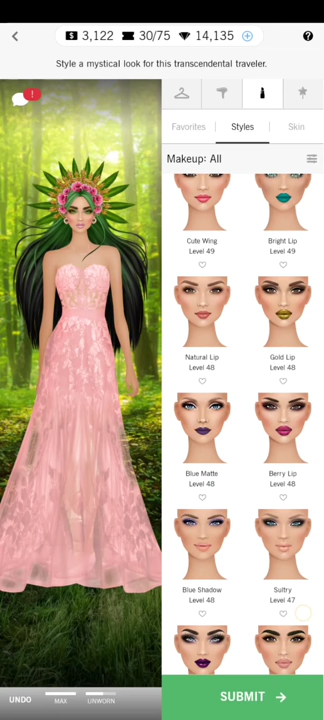 3,122 30/75 14,135
Style a mystical look for this transcendental traveler.
Favorites Styles Skin
Makeup: All
Cute Wing
Level 49
Bright Lip
Level 49
Natural Lip
Level 48
Gold Lip
Level 48
Blue Matte
Level 48
Berry Lip
Level 48
Blue Shadow
Level 48
Sultry
Level 47
UNDO MAX UNWORN
SUBMIT